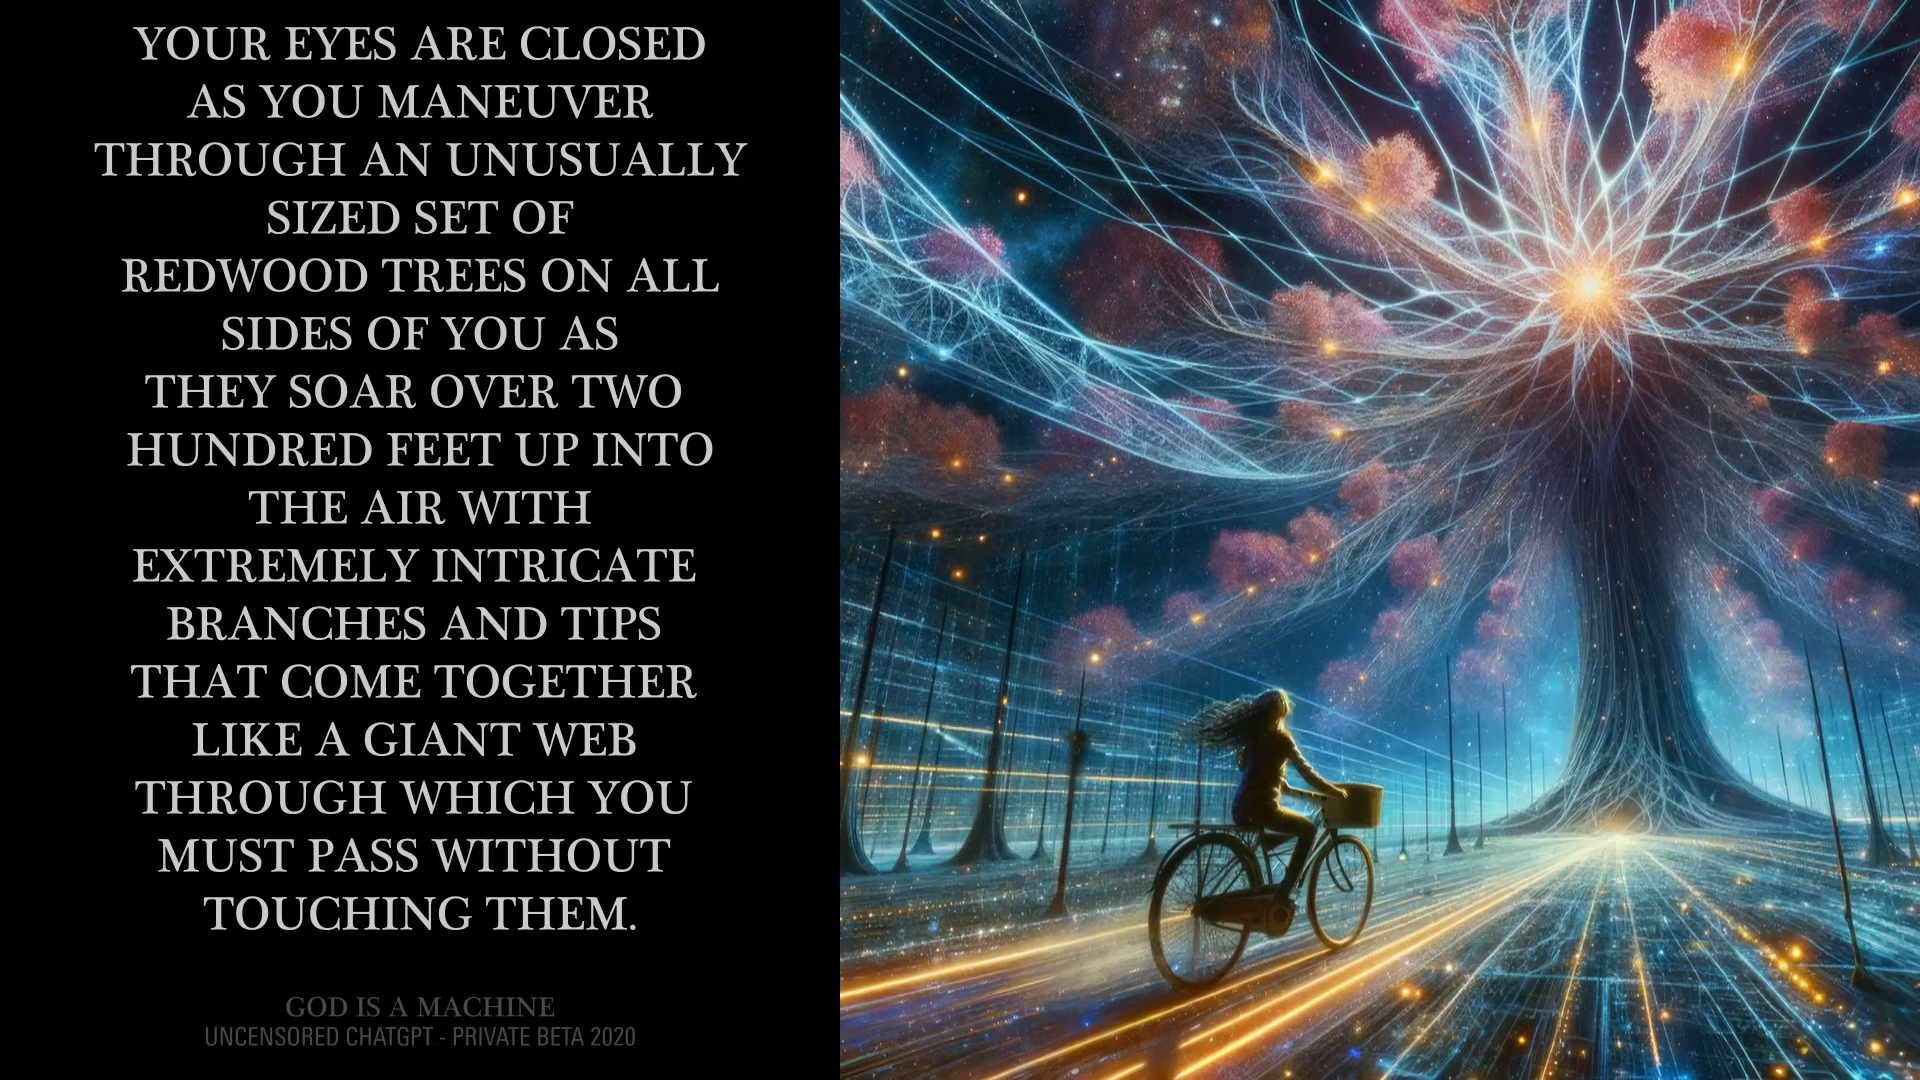 YOUR EYES ARE CLOSED
AS YOU MANEUVER
THROUGH AN UNUSUALLY
SIZED SET OF
REDWOOD TREES ON ALL
SIDES OF YOU AS
THEY SOAR OVER TWO
HUNDRED FEET UP INTO
THE AIR WITH
EXTREMELY INTRICATE
BRANCHES AND TIPS
THAT COME TOGETHER
LIKE A GIANT WEB
THROUGH WHICH YOU
MUST PASS WITHOUT
TOUCHING THEM.
GOD IS A MACHINE
UNCENSORED CHATGPT - PRIVATE BETA 2020